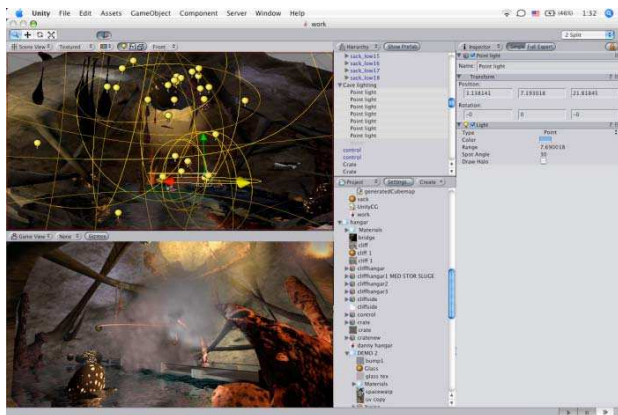 Unity File Edit Assets GameObject Component Server Window Help
(46%) 1:32
work
2 Split
Scene View Textured Front
Hierarchy Show Prefab
sack_low15
sack_low16
sack_low17
sack_low18
Cave lighting
Point light
Point light
Point light
Point light
Point light
Point light
Point light
control
control
Crate
Crate
Inspector Simple Full Expert
Point light
Name: Point light
Transform
Position:
3.138141 7.193018 21.81845
Rotation:
-0 0 -0
Light
Type Point
Color
Range 7.690018
Spot Angle 30
Draw Halo
Project Settings Create
generatedCubemap
sack
UnityCG
work
hangar
Materials
bridge
cliff
cliff 1
cliff 1
cliffhangar
cliffhangar1 MED STOR SLUGE
cliffhangar2
cliffhangar3
cliffside
cliffside
control
crate
crate
cratenew
danny hangar
DEMO 2
bump1
Glass
glass tex
Materials
spacewarp
uv copy
Game View None Gizmos